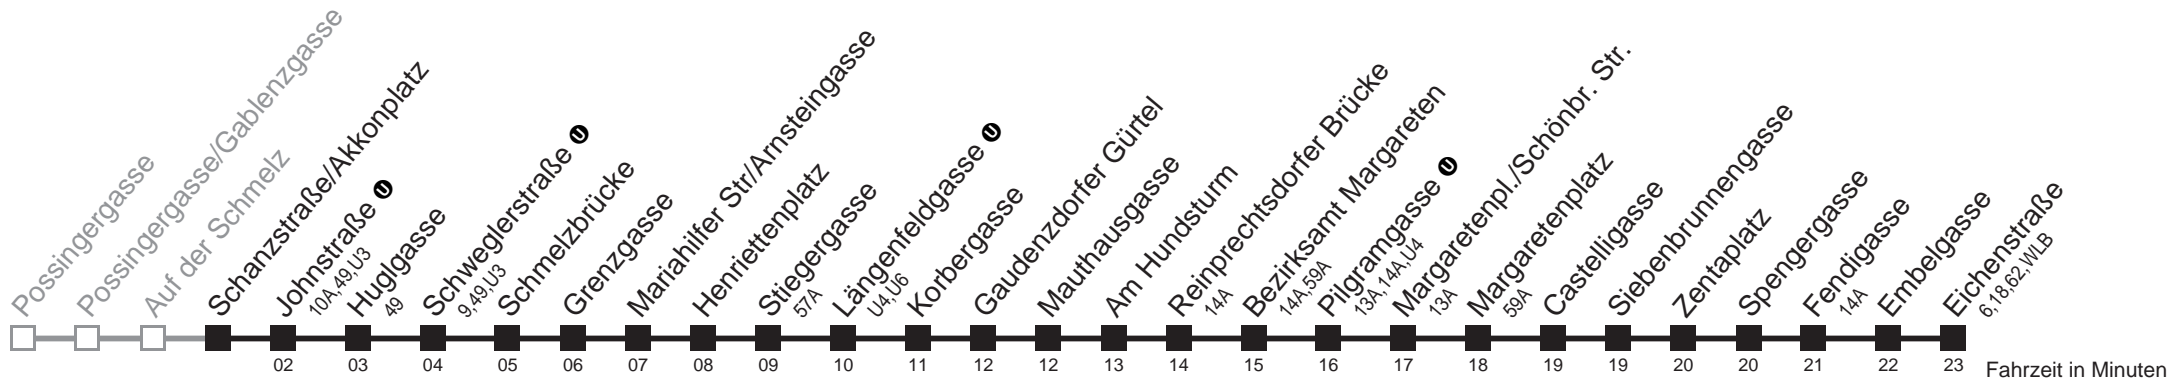 Possingergasse
Possingergasse/Gablenzgasse
Auf der Schmelz
Schanzstraße/Akkonplatz
Johnstraße U
10A,49,U3
Huglgasse
49
Schweglerstraße U
9,49,U3
Schmelzbrücke
Grenzgasse
Mariahilfer Str/Arnsteingasse
Henriettenplatz
Stiegergasse
57A
Längenfeldgasse U
U4,U6
Korbergasse
Gaudenzdorfer Gürtel
Mauthausgasse
Am Hundsturm
Reinprechtsdorfer Brücke
14A
Bezirksamt Margareten
14A,59A
Pilgramgasse U
13A,14A,U4
Margaretenpl./Schönbr. Str.
13A
Margaretenplatz
59A
Castelligasse
Siebenbrunnengasse
Zentaplatz
Spengergasse
Fendigasse
14A
Embelgasse
Eichenstraße
6,18,62,WLB
02 03 04 05 06 07 08 09 10 11 12 12 13 14 15 16 17 18 19 19 20 20 21 22 23 Fahrzeit in Minuten